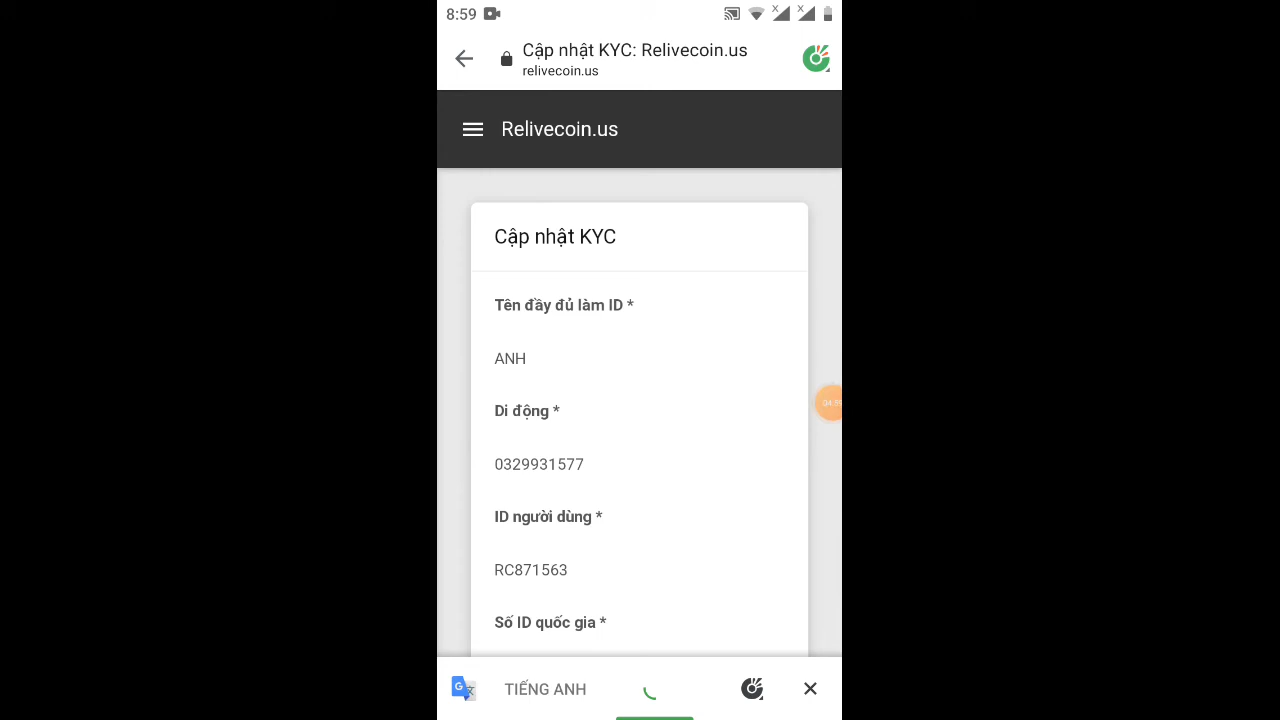 8:59
Cập nhật KYC: Relivecoin.us
relivecoin.us
Relivecoin.us
Cập nhật KYC
Tên đầy đủ làm ID *
ANH
Di động *
0329931577
ID người dùng *
RC871563
Số ID quốc gia *
TIẾNG ANH